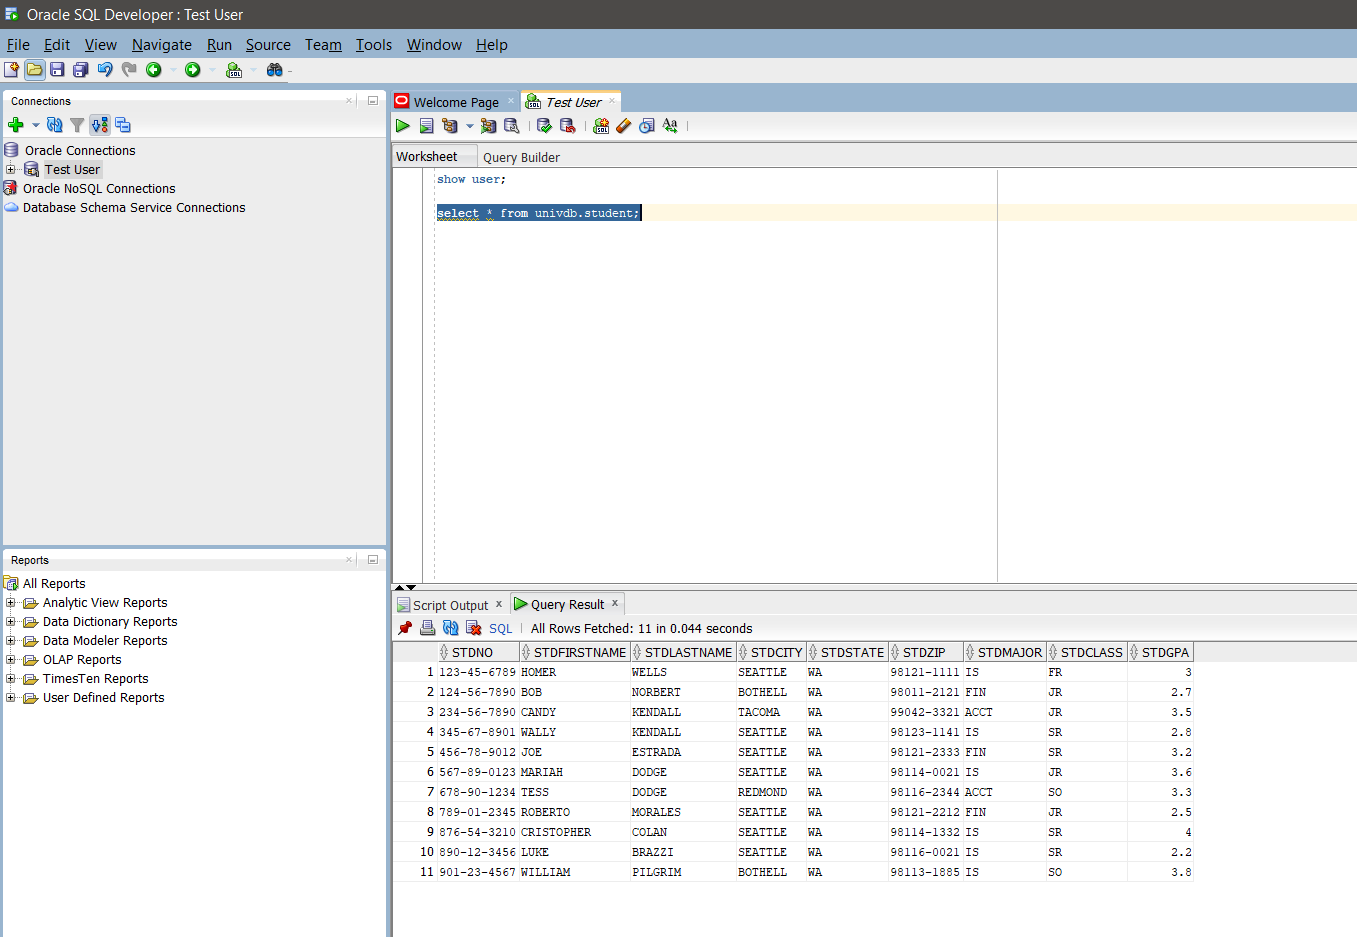 Oracle SQL Developer : Test User
File Edit View Navigate Run Source Team Tools Window Help
Connections
Oracle Connections
Test User
Oracle NoSQL Connections
Database Schema Service Connections
Reports
All Reports
Analytic View Reports
Data Dictionary Reports
Data Modeler Reports
OLAP Reports
TimesTen Reports
User Defined Reports
Welcome Page Test User
Aa
Worksheet Query Builder
show user;
select * from univdb.student;
Script Output Query Result
SQL All Rows Fetched: 11 in 0.044 seconds
STDNO STDFIRSTNAME STDLASTNAME STDCITY STDSTATE STDZIP STDMAJOR STDCLASS STDGPA
1 123-45-6789 HOMER WELLS SEATTLE WA 98121-1111 IS FR 3
2 124-56-7890 BOB NORBERT BOTHELL WA 98011-2121 FIN JR 2.7
3 234-56-7890 CANDY KENDALL TACOMA WA 99042-3321 ACCT JR 3.5
4 345-67-8901 WALLY KENDALL SEATTLE WA 98123-1141 IS SR 2.8
5 456-78-9012 JOE ESTRADA SEATTLE WA 98121-2333 FIN SR 3.2
6 567-89-0123 MARIAH DODGE SEATTLE WA 98114-0021 IS JR 3.6
7 678-90-1234 TESS DODGE REDMOND WA 98116-2344 ACCT SO 3.3
8 789-01-2345 ROBERTO MORALES SEATTLE WA 98121-2212 FIN JR 2.5
9 876-54-3210 CRISTOPHER COLAN SEATTLE WA 98114-1332 IS SR 4
10 890-12-3456 LUKE BRAZZI SEATTLE WA 98116-0021 IS SR 2.2
11 901-23-4567 WILLIAM PILGRIM BOTHELL WA 98113-1885 IS SO 3.8